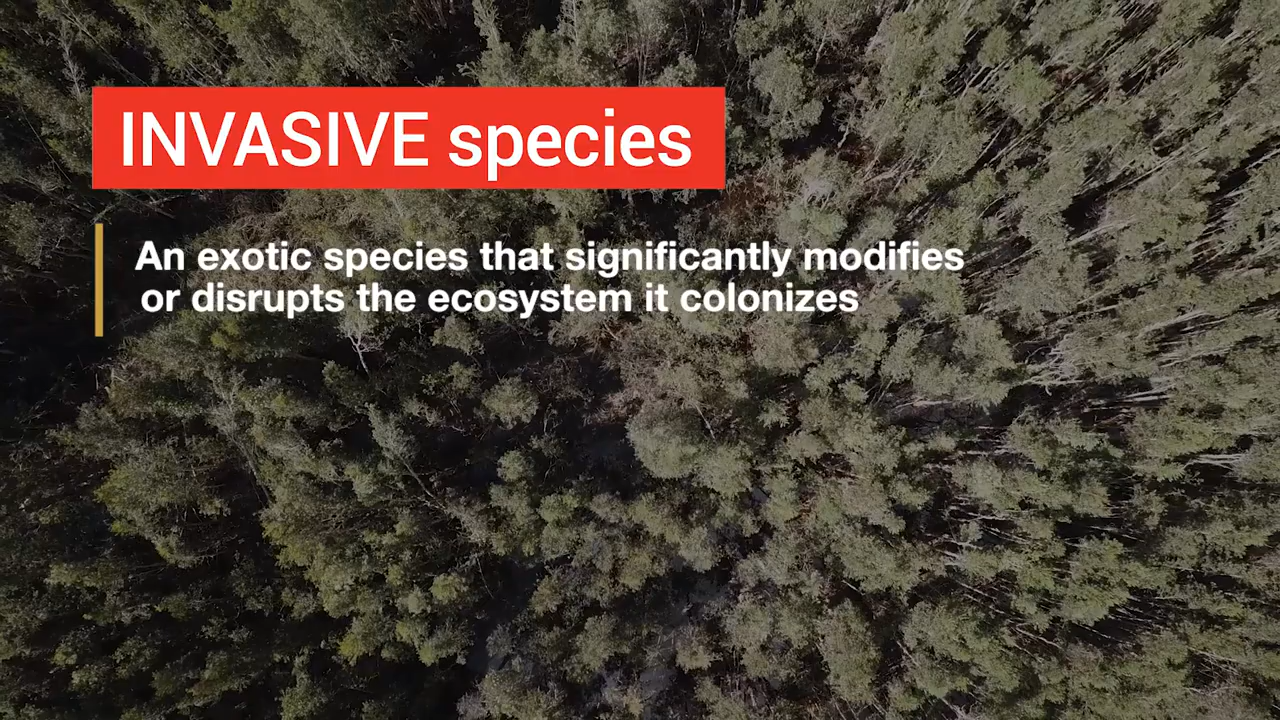 INVASIVE species
An exotic species that significantly modifies
or disrupts the ecosystem it colonizes